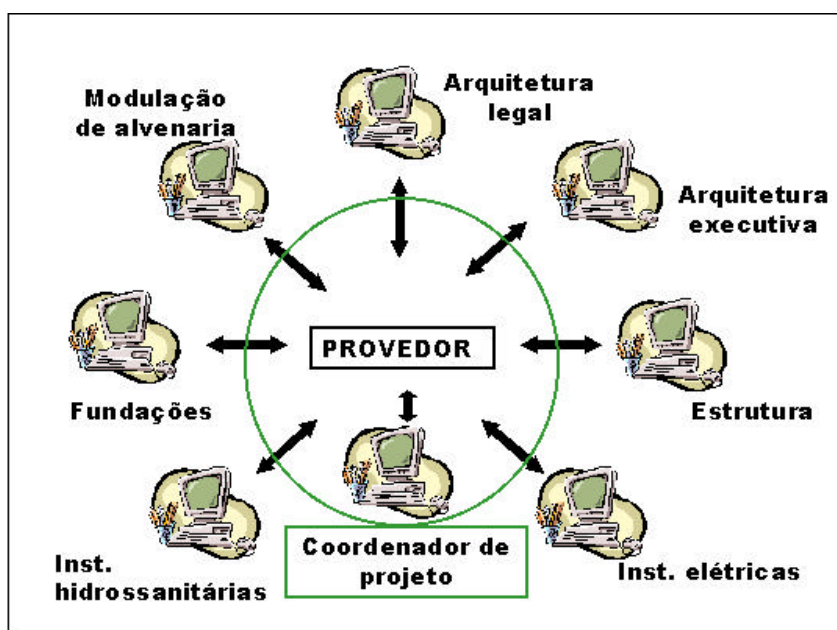 Arquitetura
legal
Modulação
de alvenaria
Arquitetura
executiva
PROVEDOR
Fundações
Estrutura
Coordenador de
projeto
Inst.
hidrossanitárias
Inst. elétricas